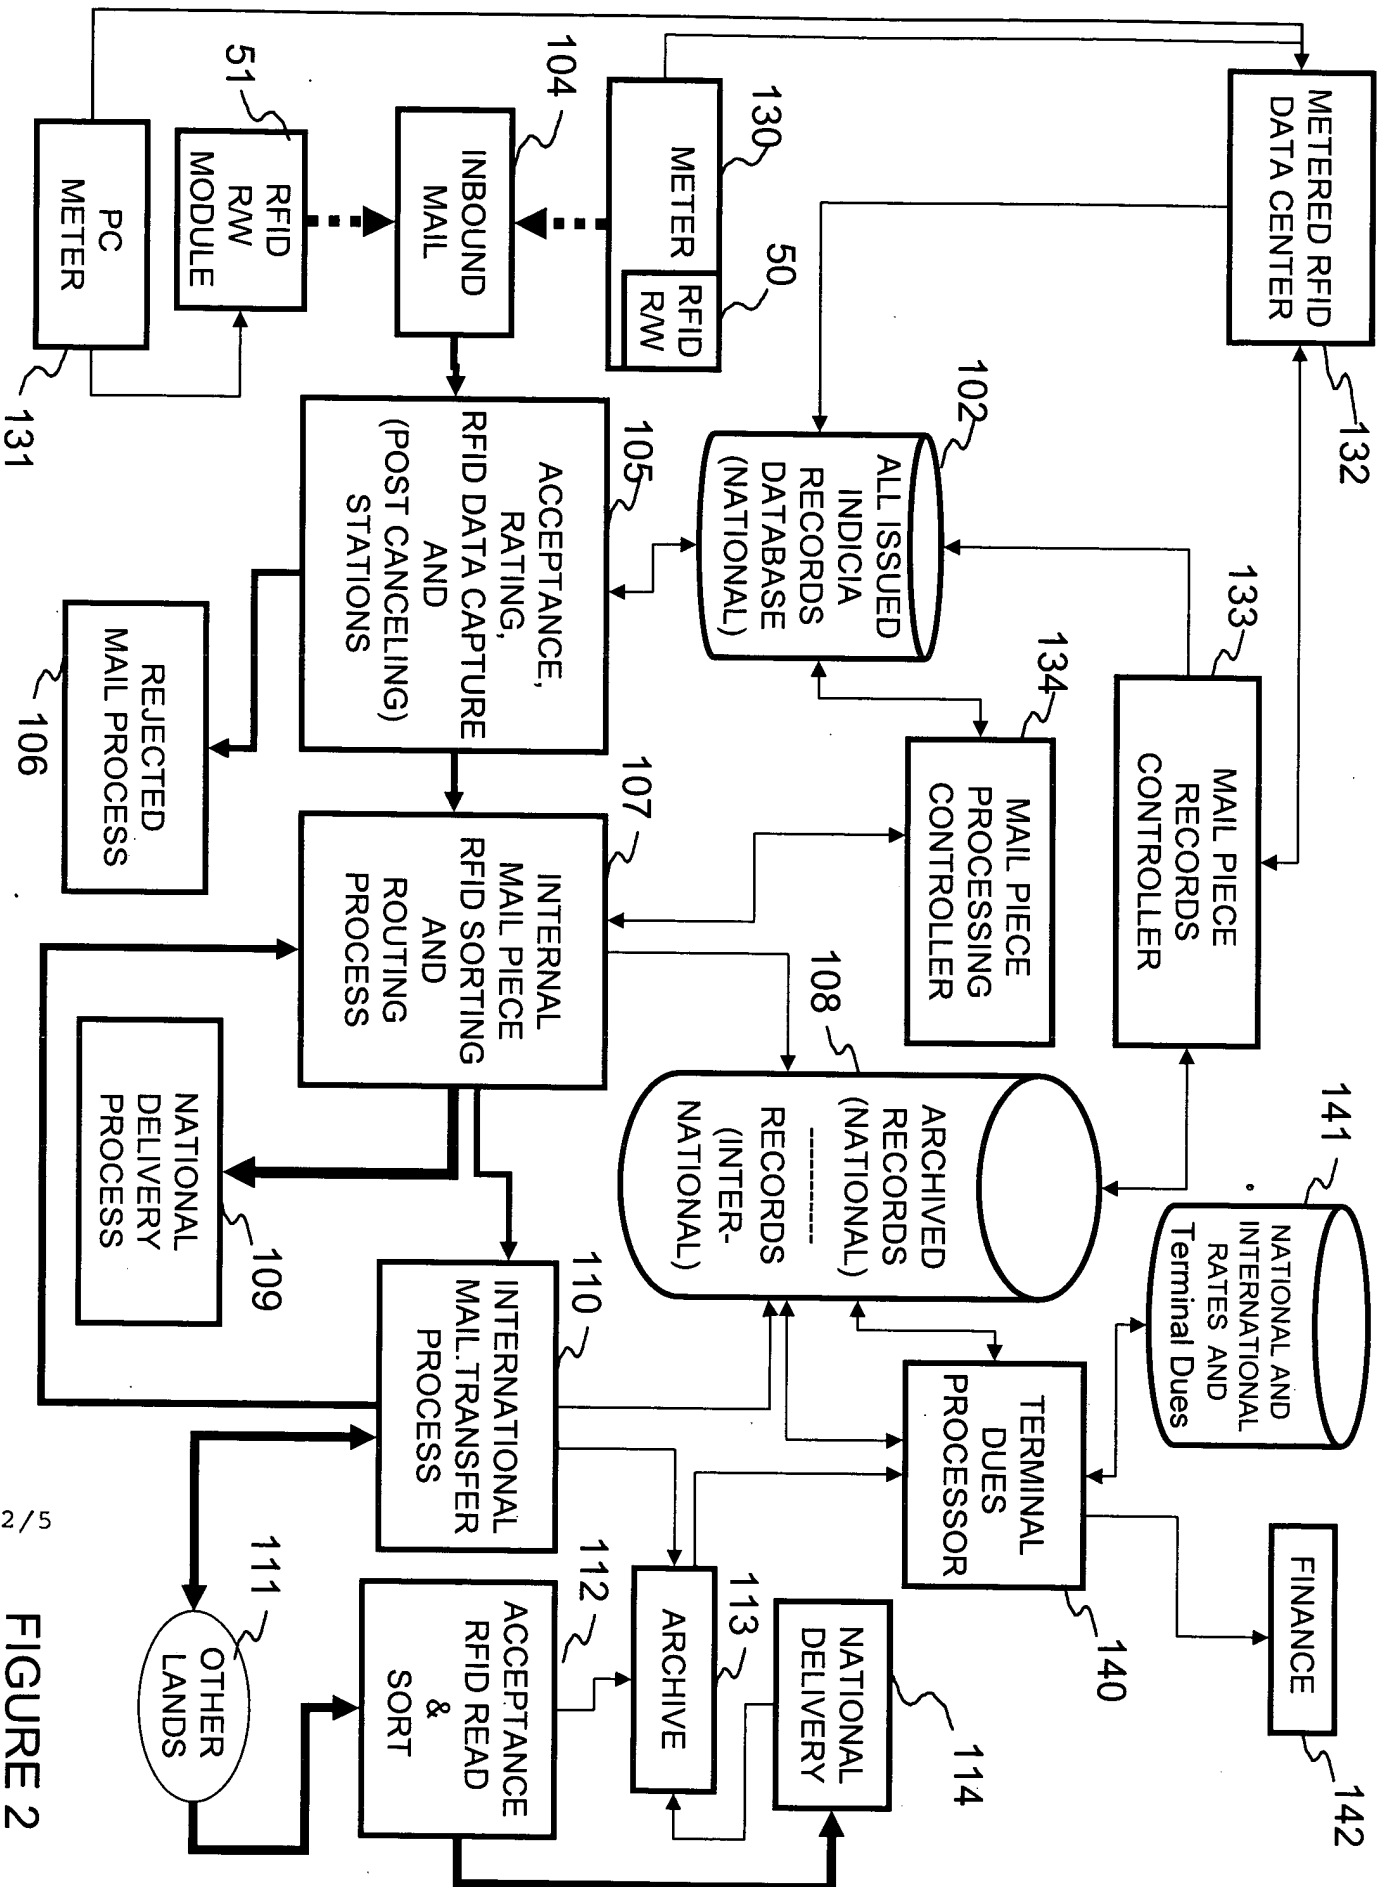 METERED RFID
DATA CENTER
132
133
MAIL PIECE
RECORDS
CONTROLLER
141
NATIONAL AND
INTERNATIONAL
RATES AND
Terminal Dues
FINANCE
142
130
METER
50
RFID
R/W
102
ALL ISSUED
INDICIA
RECORDS
DATABASE
(NATIONAL)
134
MAIL PIECE
PROCESSING
CONTROLLER
108
ARCHIVED
RECORDS
(NATIONAL)
----------
RECORDS
(INTER-
NATIONAL)
TERMINAL
DUES
PROCESSOR
140
NATIONAL
DELIVERY
114
104
INBOUND
MAIL
105
ACCEPTANCE,
RATING,
AND
RFID DATA CAPTURE
(POST CANCELING)
STATIONS
107
INTERNAL
MAIL PIECE
RFID SORTING
AND
ROUTING
PROCESS
110
INTERNATIONAL
MAIL.TRANSFER
PROCESS
113
ARCHIVE
112
ACCEPTANCE
RFID READ
&
SORT
51
RFID
R/W
MODULE
PC
METER
131
REJECTED
MAIL PROCESS
106
NATIONAL
DELIVERY
PROCESS
109
111
OTHER
LANDS
2/5
FIGURE 2